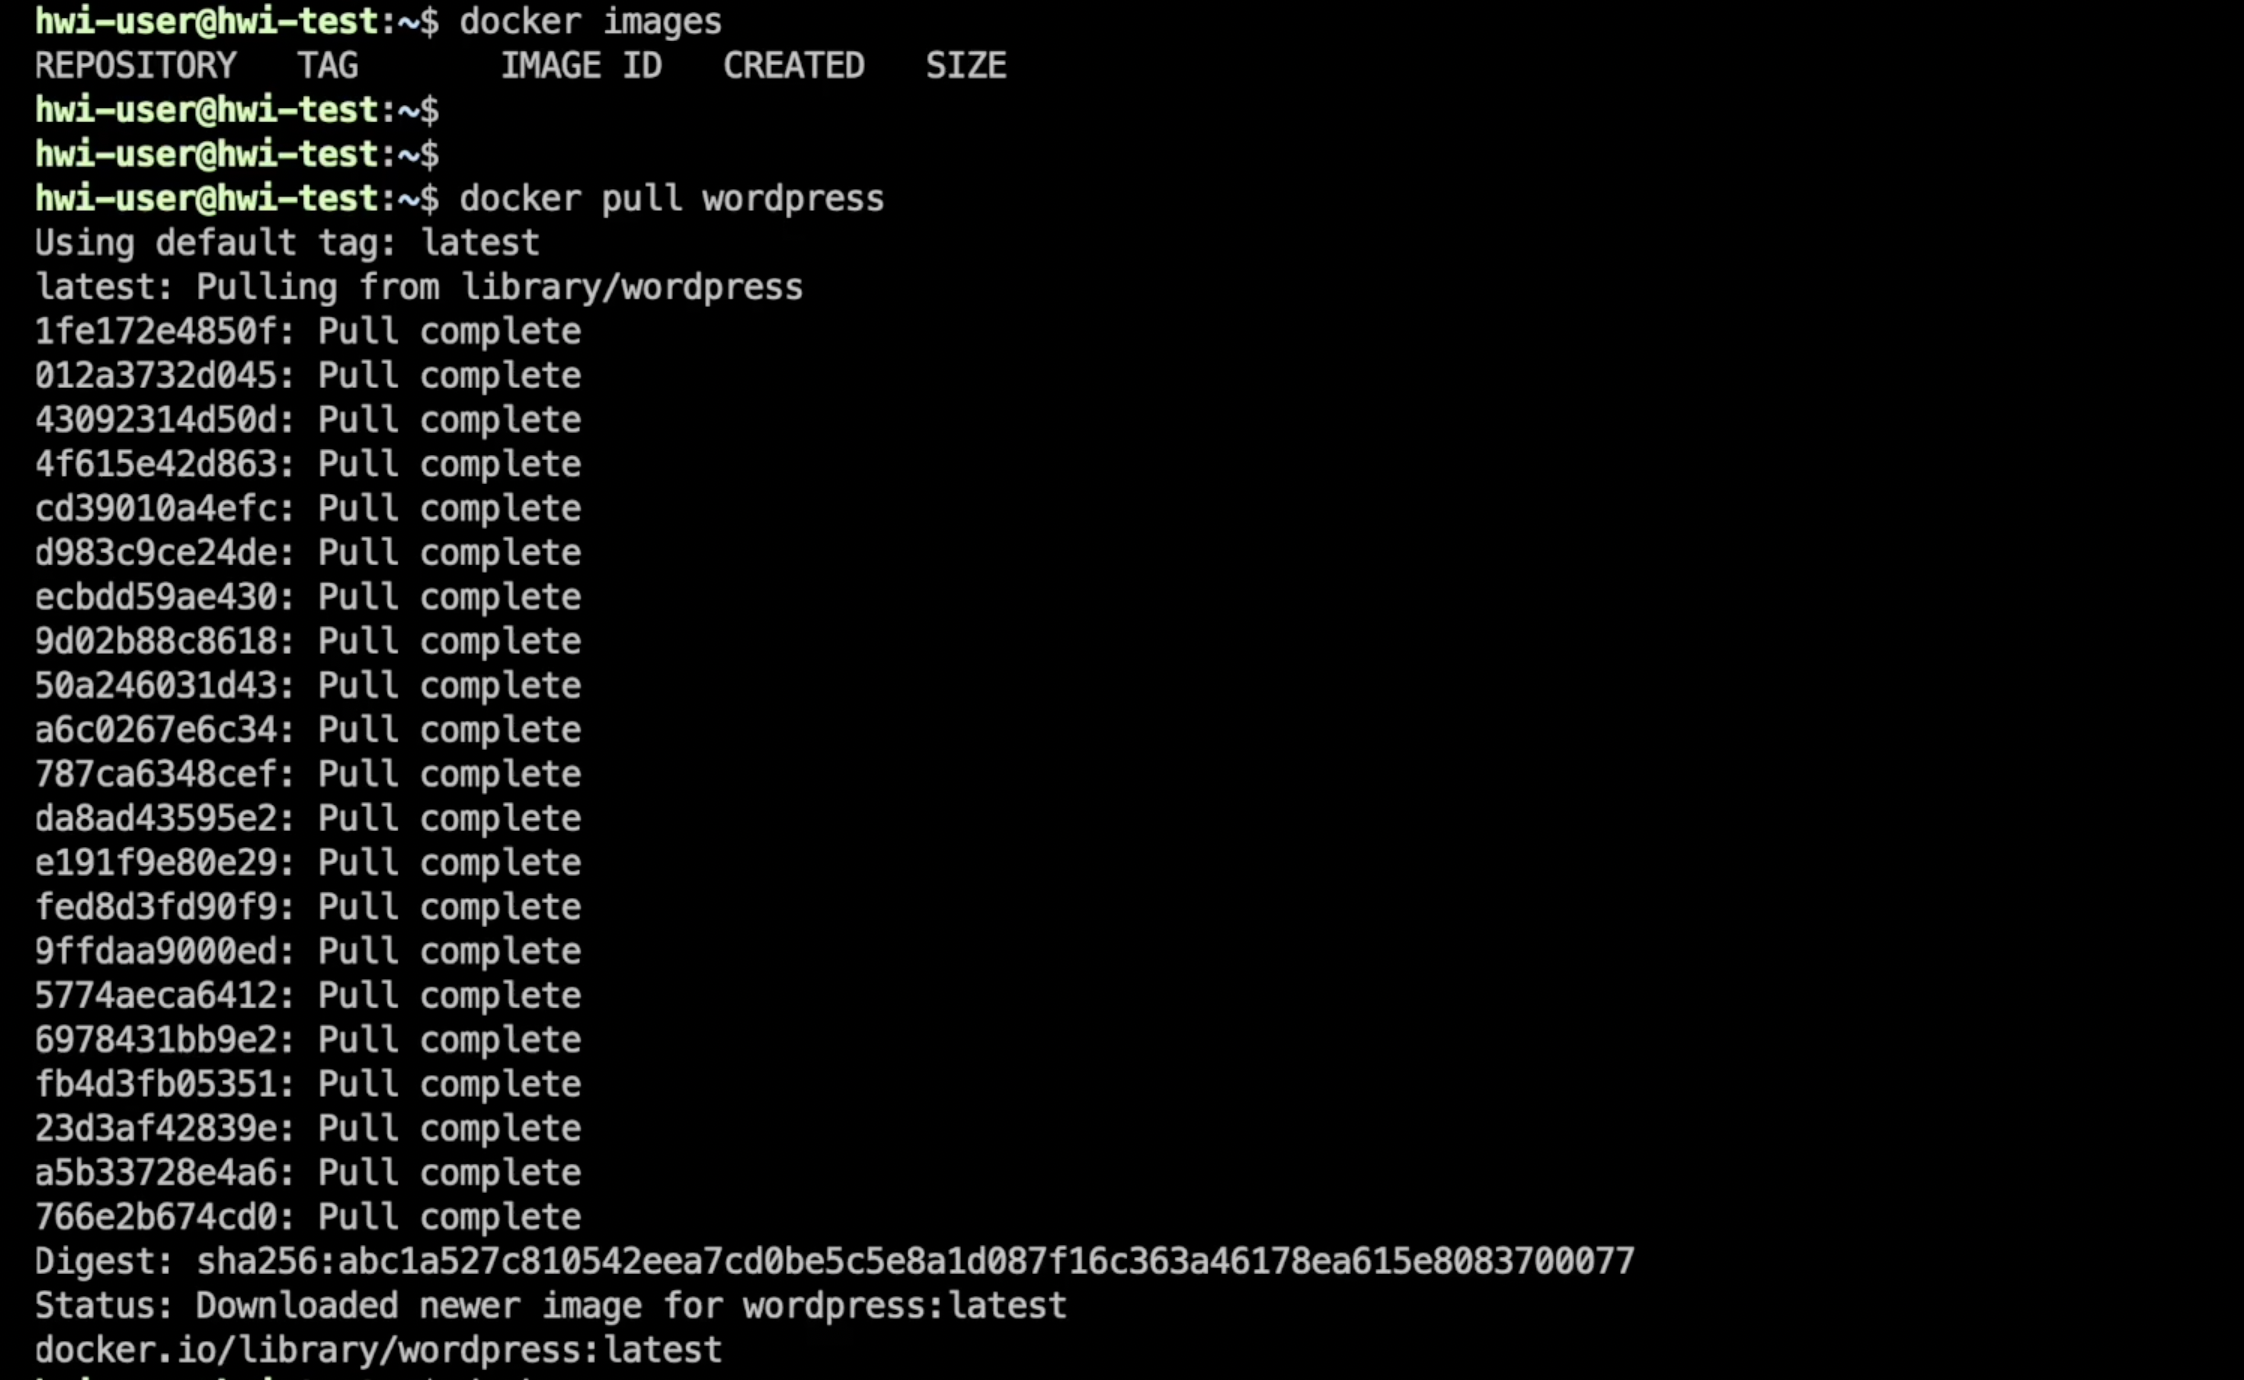 hwi-user@hwi-test:~$ docker images
REPOSITORY   TAG       IMAGE ID   CREATED   SIZE
hwi-user@hwi-test:~$
hwi-user@hwi-test:~$
hwi-user@hwi-test:~$ docker pull wordpress
Using default tag: latest
latest: Pulling from library/wordpress
1fe172e4850f: Pull complete
012a3732d045: Pull complete
43092314d50d: Pull complete
4f615e42d863: Pull complete
cd39010a4efc: Pull complete
d983c9ce24de: Pull complete
ecbdd59ae430: Pull complete
9d02b88c8618: Pull complete
50a246031d43: Pull complete
a6c0267e6c34: Pull complete
787ca6348cef: Pull complete
da8ad43595e2: Pull complete
e191f9e80e29: Pull complete
fed8d3fd90f9: Pull complete
9ffdaa9000ed: Pull complete
5774aeca6412: Pull complete
6978431bb9e2: Pull complete
fb4d3fb05351: Pull complete
23d3af42839e: Pull complete
a5b33728e4a6: Pull complete
766e2b674cd0: Pull complete
Digest: sha256:abc1a527c810542eea7cd0be5c5e8a1d087f16c363a46178ea615e8083700077
Status: Downloaded newer image for wordpress:latest
docker.io/library/wordpress:latest